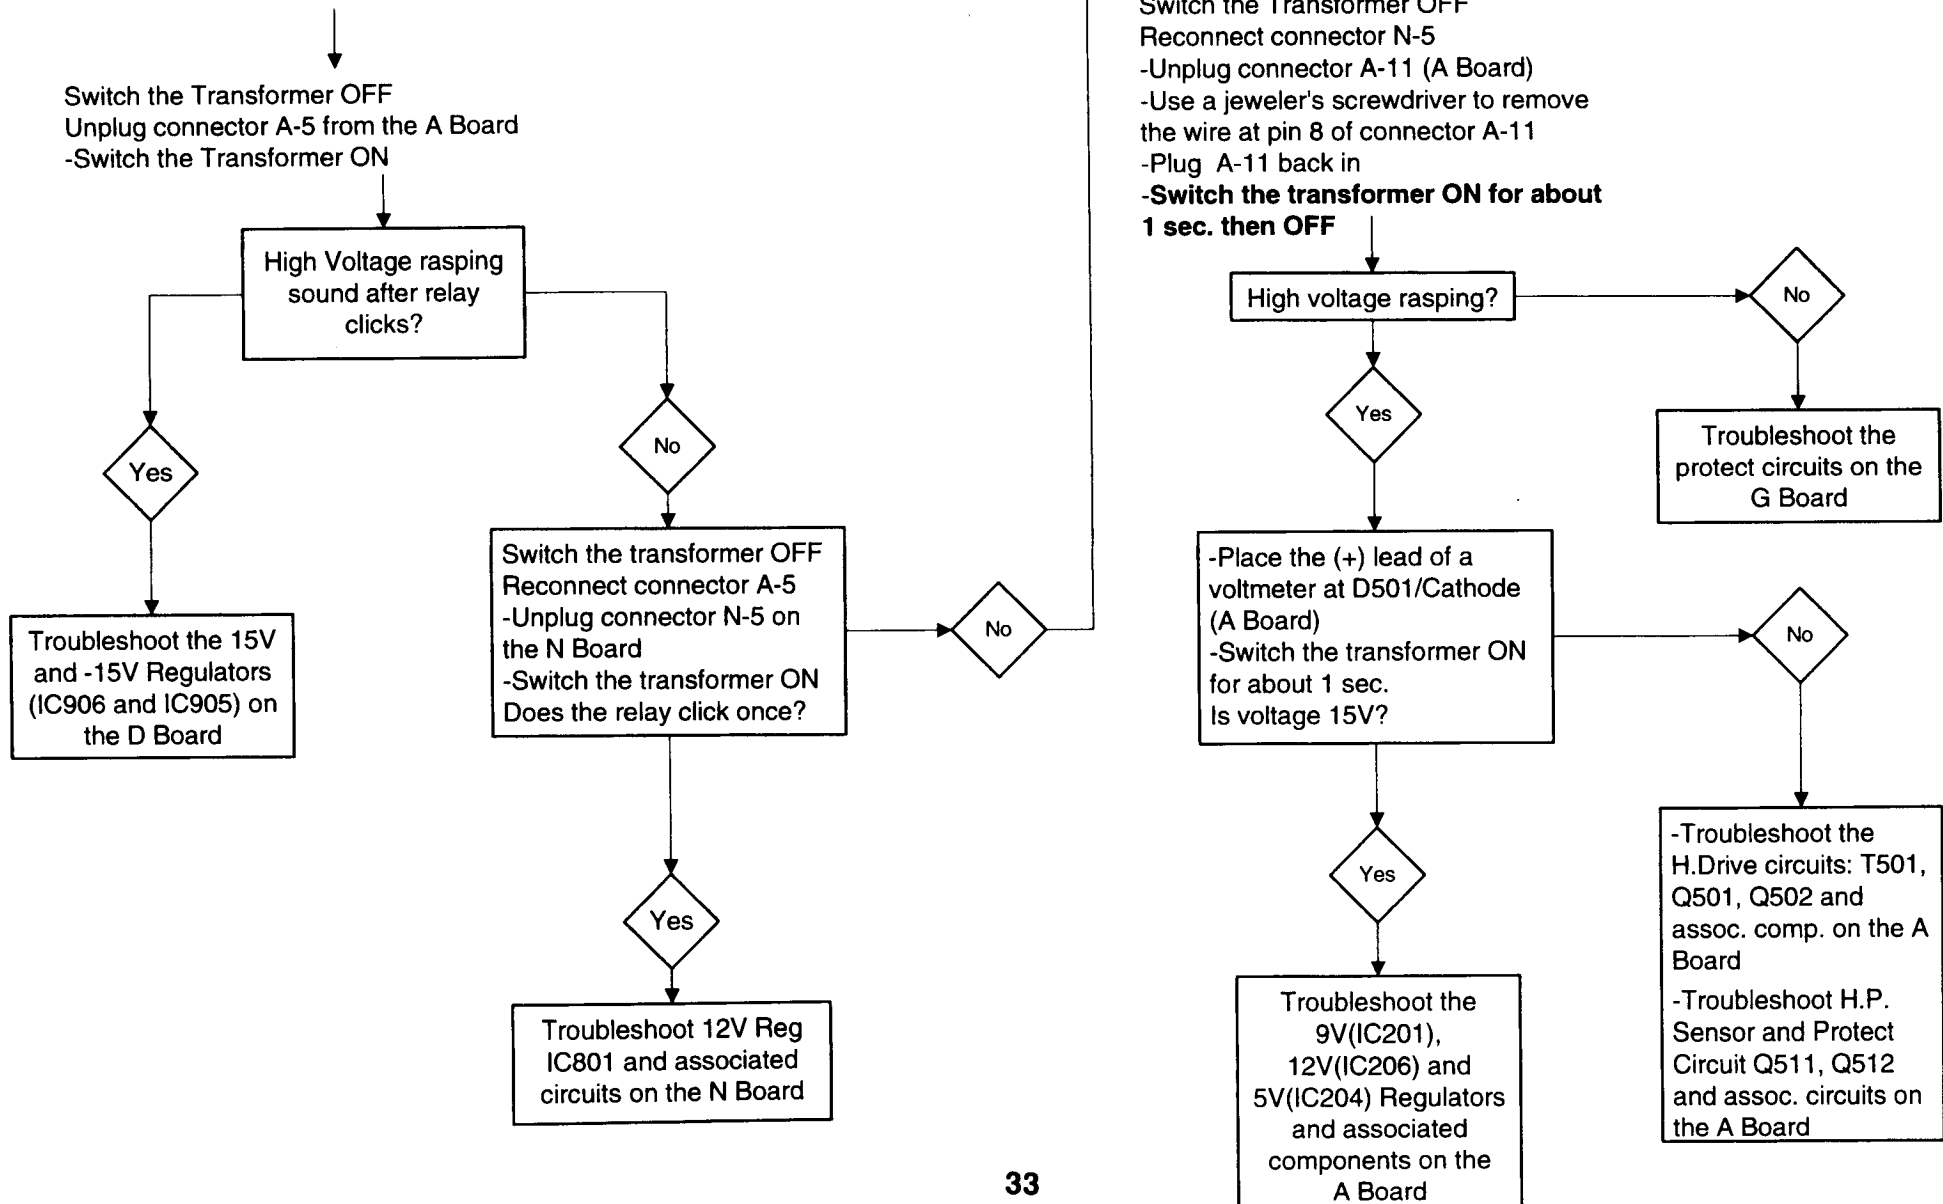 Switch the Transformer OFF
Unplug connector A-5 from the A Board
-Switch the Transformer ON
High Voltage rasping
sound after relay
clicks?
Yes
No
Troubleshoot the 15V
and -15V Regulators
(IC906 and IC905) on
the D Board
Switch the transformer OFF
Reconnect connector A-5
-Unplug connector N-5 on
the N Board
-Switch the transformer ON
Does the relay click once?
No
Yes
Troubleshoot 12V Reg
IC801 and associated
circuits on the N Board
Switch the Transformer OFF
Reconnect connector N-5
-Unplug connector A-11 (A Board)
-Use a jeweler's screwdriver to remove
the wire at pin 8 of connector A-11
-Plug A-11 back in
-Switch the transformer ON for about
1 sec. then OFF
High voltage rasping?
No
Yes
Troubleshoot the
protect circuits on the
G Board
-Place the (+) lead of a
voltmeter at D501/Cathode
(A Board)
-Switch the transformer ON
for about 1 sec.
Is voltage 15V?
No
Yes
-Troubleshoot the
H.Drive circuits: T501,
Q501, Q502 and
assoc. comp. on the A
Board
-Troubleshoot H.P.
Sensor and Protect
Circuit Q511, Q512
and assoc. circuits on
the A Board
Troubleshoot the
9V(IC201),
12V(IC206) and
5V(IC204) Regulators
and associated
components on the
A Board
33